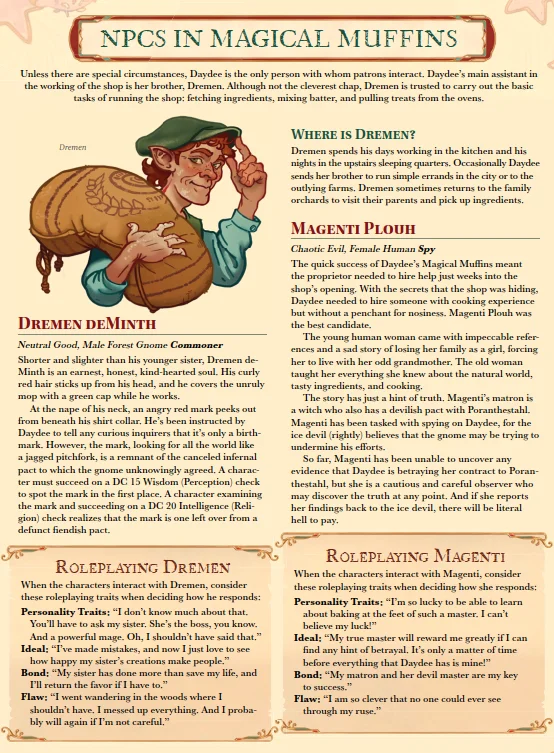 NPCs in Magical Muffins
Unless there are special circumstances, Daydee is the only person with whom patrons interact. Daydee's main assistant in
the working of the shop is her brother, Dremen. Although not the cleverest chap, Dremen is trusted to carry out the basic
tasks of running the shop: fetching ingredients, mixing batter, and pulling treats from the ovens.
Dremen
Dremen deMinth
Neutral Good, Male Forest Gnome Commoner
Shorter and slighter than his younger sister, Dremen de-
Minth is an earnest, honest, kind-hearted soul. His curly
red hair sticks up from his head, and he covers the unruly
mop with a green cap while he works.
At the nape of his neck, an angry red mark peeks out
from beneath his shirt collar. He's been instructed by
Daydee to tell any curious inquirers that it's only a birth-
mark. However, the mark, looking for all the world like
a jagged pitchfork, is a remnant of the canceled infernal
pact to which the gnome unknowingly agreed. A charac-
ter must succeed on a DC 15 Wisdom (Perception) check
to spot the mark in the first place. A character examining
the mark and succeeding on a DC 20 Intelligence (Reli-
gion) check realizes that the mark is one left over from a
defunct fiendish pact.
Roleplaying Dremen
When the characters interact with Dremen, consider
these roleplaying traits when deciding how he responds:
Personality Traits: "I don't know much about that.
You'll have to ask my sister. She's the boss, you know.
And a powerful mage. Oh, I shouldn't have said that."
Ideal: "I've made mistakes, and now I just love to see
how happy my sister's creations make people."
Bond: "My sister has done more than save my life, and
I'll return the favor if I have to."
Flaw: "I went wandering in the woods where I
shouldn't have. I messed up everything. And I proba-
bly will again if I'm not careful."
Where is Dremen?
Dremen spends his days working in the kitchen and his
nights in the upstairs sleeping quarters. Occasionally Daydee
sends her brother to run simple errands in the city or to the
outlying farms. Dremen sometimes returns to the family
orchards to visit their parents and pick up ingredients.
Magenti Plouh
Chaotic Evil, Female Human Spy
The quick success of Daydee's Magical Muffins meant
the proprietor needed to hire help just weeks into the
shop's opening. With the secrets that the shop was hiding,
Daydee needed to hire someone with cooking experience
but without a penchant for nosiness. Magenti Plouh was
the best candidate.
The young human woman came with impeccable refer-
ences and a sad story of losing her family as a girl, forcing
her to live with her odd grandmother. The old woman
taught her everything she knew about the natural world,
tasty ingredients, and cooking.
The story has just a hint of truth. Magenti's matron is
a witch who also has a devilish pact with Poranthestahl.
Magenti has been tasked with spying on Daydee, for the
ice devil (rightly) believes that the gnome may be trying to
undermine his efforts.
So far, Magenti has been unable to uncover any
evidence that Daydee is betraying her contract to Poran-
thestahl, but she is a cautious and careful observer who
may discover the truth at any point. And if she reports
her findings back to the ice devil, there will be literal
hell to pay.
Roleplaying Magenti
When the characters interact with Magenti, consider
these roleplaying traits when deciding how she responds:
Personality Traits: "I'm so lucky to be able to learn
about baking at the feet of such a master. I can't
believe my luck!"
Ideal: "My true master will reward me greatly if I can
find any hint of betrayal. It's only a matter of time
before everything that Daydee has is mine!"
Bond: "My matron and her devil master are my key
to success."
Flaw: "I am so clever that no one could ever see
through my ruse."